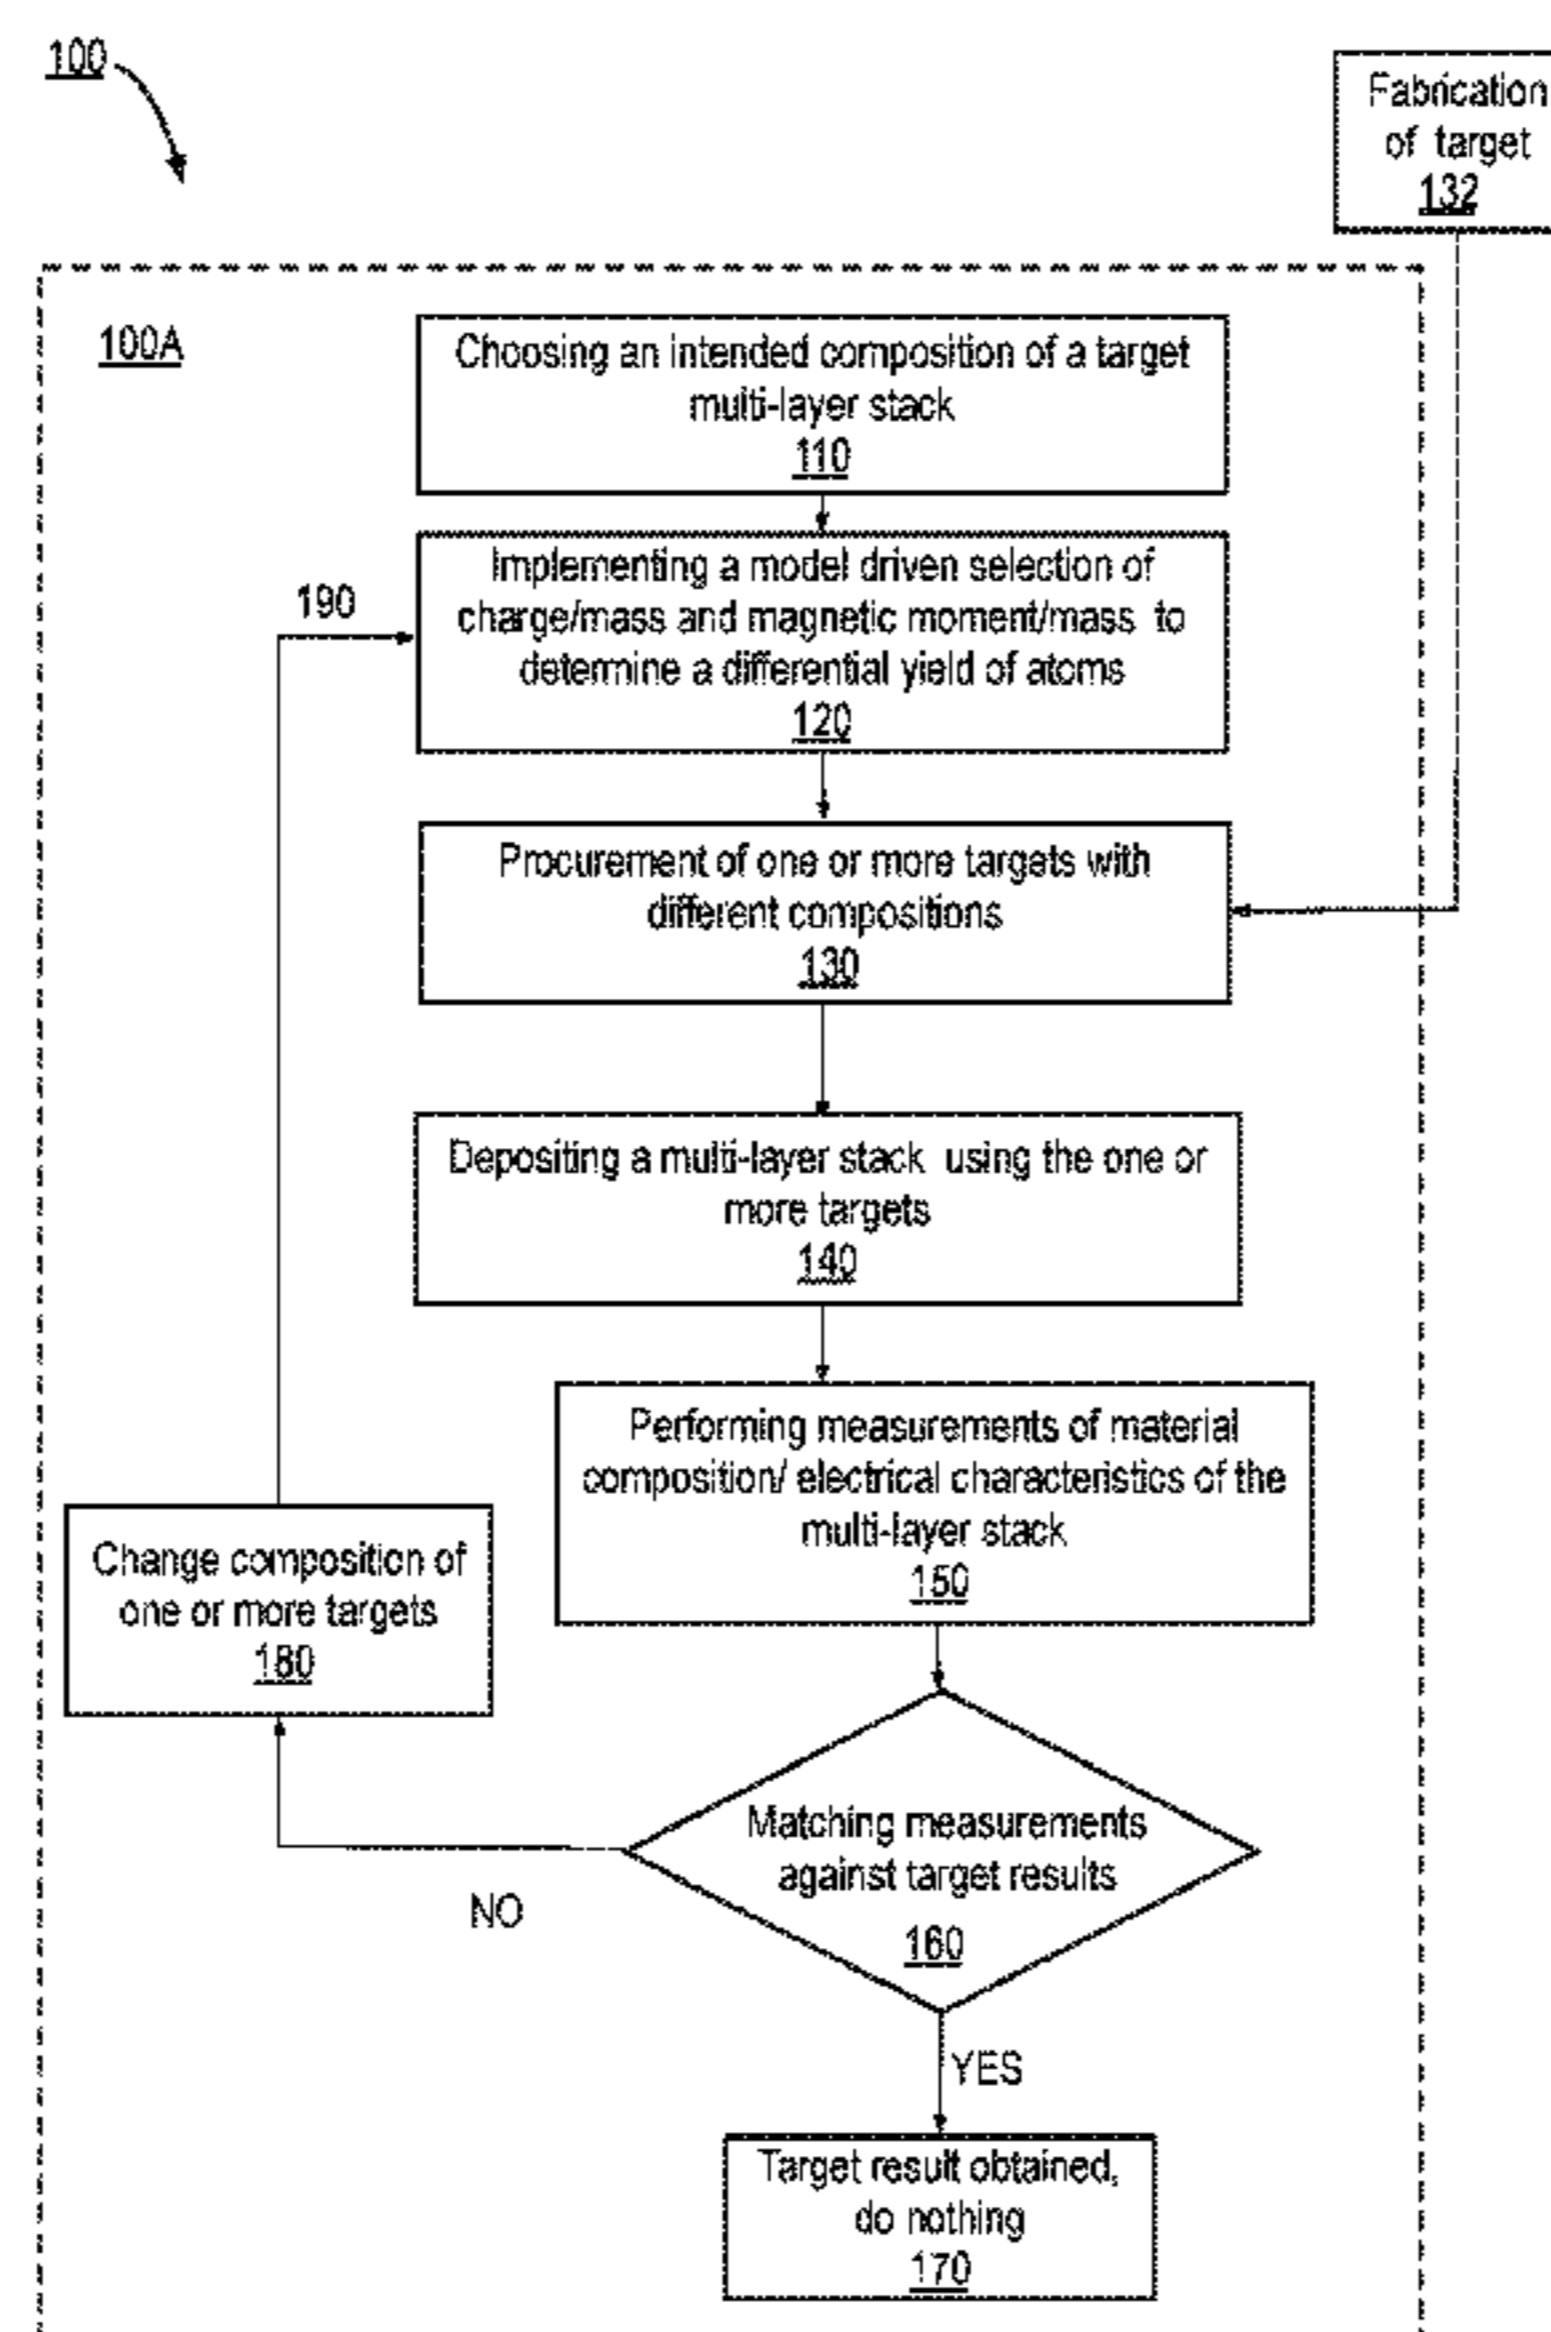 100
Fabrication
of target
132
100A
Choosing an intended composition of a target
multi-layer stack
110
Implementing a model driven selection of
charge/mass and magnetic moment/mass to
determine a differential yield of atoms
120
190
Procurement of one or more targets with
different compositions
130
Depositing a multi-layer stack using the one or
more targets
140
Performing measurements of material
composition/ electrical characteristics of the
multi-layer stack
150
Change composition of
one or more targets
180
Matching measurements
against target results
160
NO
YES
Target result obtained,
do nothing
170